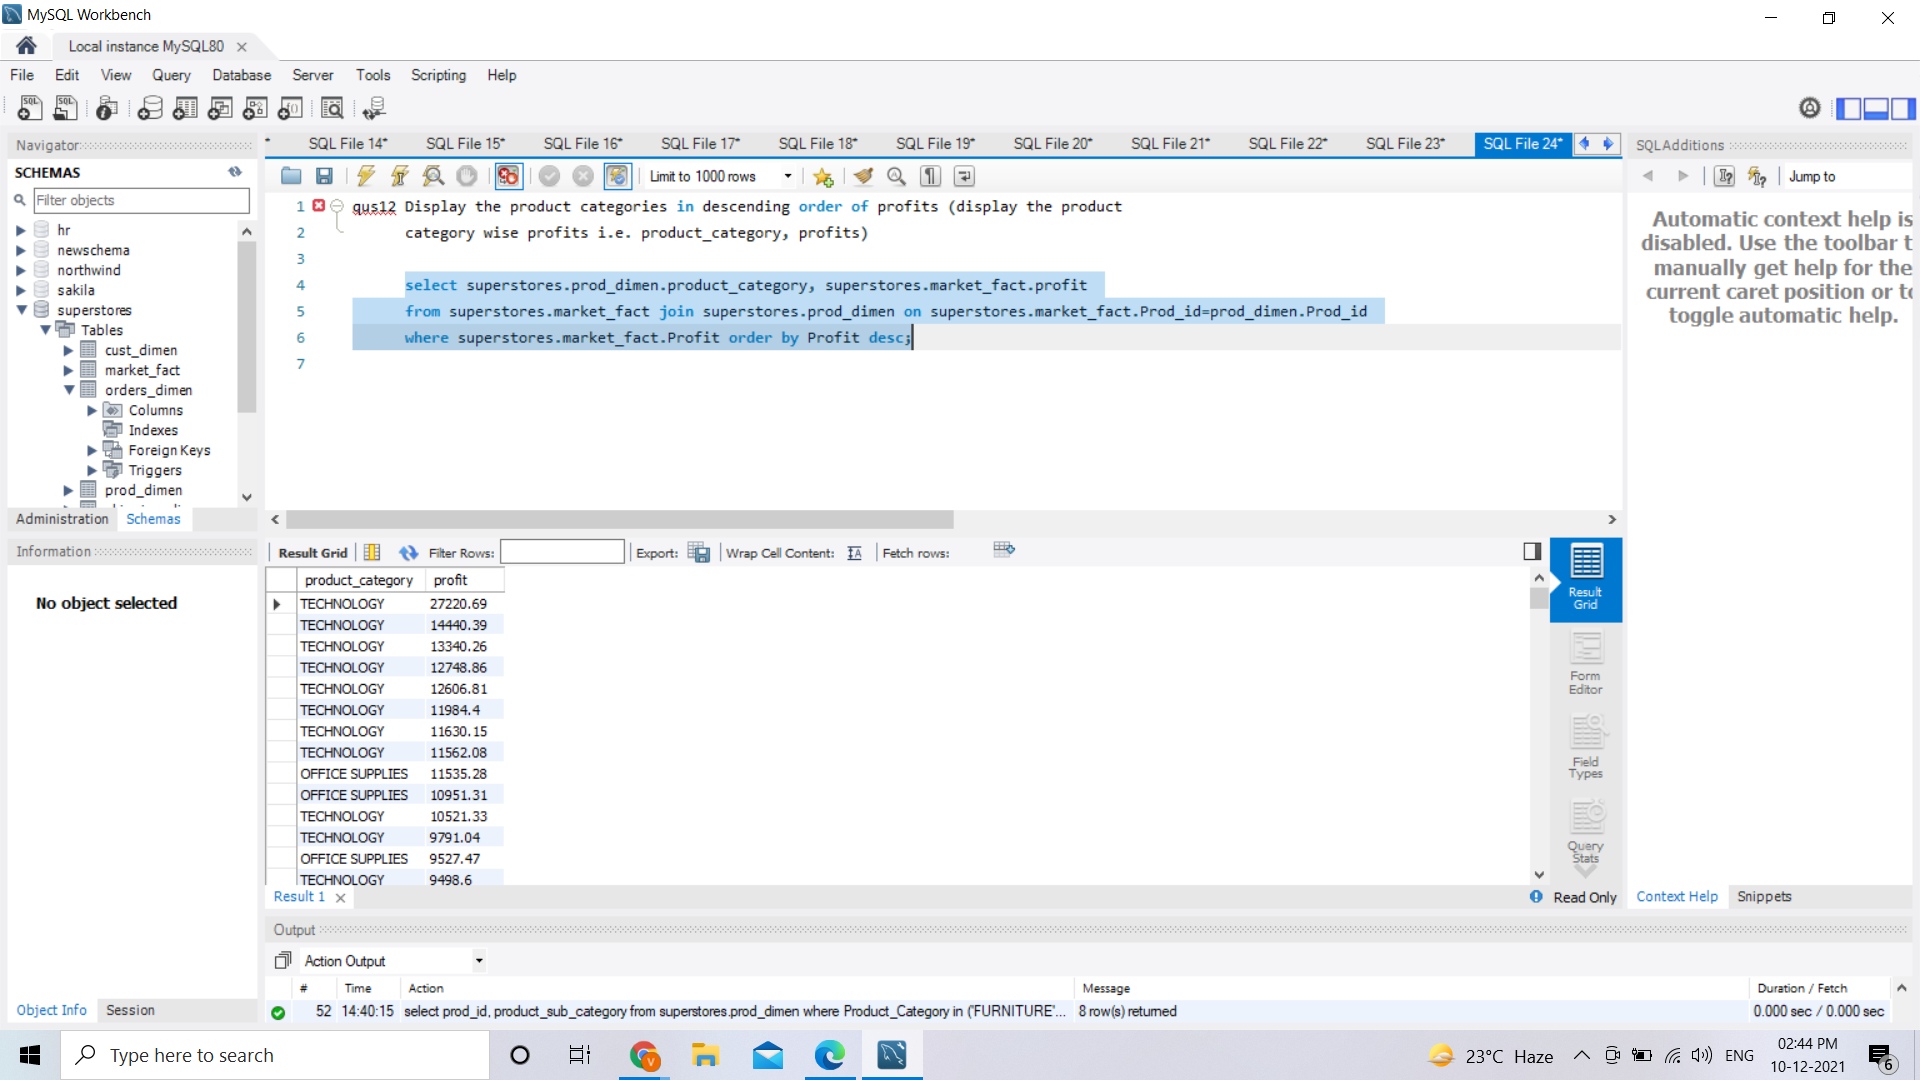 MySQL Workbench
Local instance MySQL80
File Edit View Query Database Server Tools Scripting Help
Navigator
SCHEMAS
Filter objects
hr
newschema
northwind
sakila
superstores
Tables
cust_dimen
market_fact
orders_dimen
Columns
Indexes
Foreign Keys
Triggers
prod_dimen
Administration Schemas
Information
No object selected
Object Info Session
SQL File 14* SQL File 15* SQL File 16* SQL File 17* SQL File 18* SQL File 19* SQL File 20* SQL File 21* SQL File 22* SQL File 23* SQL File 24*
Limit to 1000 rows
1 qus12 Display the product categories in descending order of profits (display the product
2 category wise profits i.e. product_category, profits)
3
4 select superstores.prod_dimen.product_category, superstores.market_fact.profit
5 from superstores.market_fact join superstores.prod_dimen on superstores.market_fact.Prod_id=prod_dimen.Prod_id
6 where superstores.market_fact.Profit order by Profit desc;
7
Result Grid Filter Rows: Export: Wrap Cell Content: Fetch rows:
product_category profit
TECHNOLOGY 27220.69
TECHNOLOGY 14440.39
TECHNOLOGY 13340.26
TECHNOLOGY 12748.86
TECHNOLOGY 12606.81
TECHNOLOGY 11984.4
TECHNOLOGY 11630.15
TECHNOLOGY 11562.08
OFFICE SUPPLIES 11535.28
OFFICE SUPPLIES 10951.31
TECHNOLOGY 10521.33
TECHNOLOGY 9791.04
OFFICE SUPPLIES 9527.47
TECHNOLOGY 9498.6
Result Grid
Form Editor
Field Types
Query Stats
Result 1
Read Only
SQLAdditions
Jump to
Automatic context help is
disabled. Use the toolbar t
manually get help for the
current caret position or to
toggle automatic help.
Context Help Snippets
Output
Action Output
# Time Action Message Duration / Fetch
52 14:40:15 select prod_id, product_sub_category from superstores.prod_dimen where Product_Category in ('FURNITURE'... 8 row(s) returned 0.000 sec / 0.000 sec
Type here to search
23°C Haze
ENG
02:44 PM
10-12-2021
6